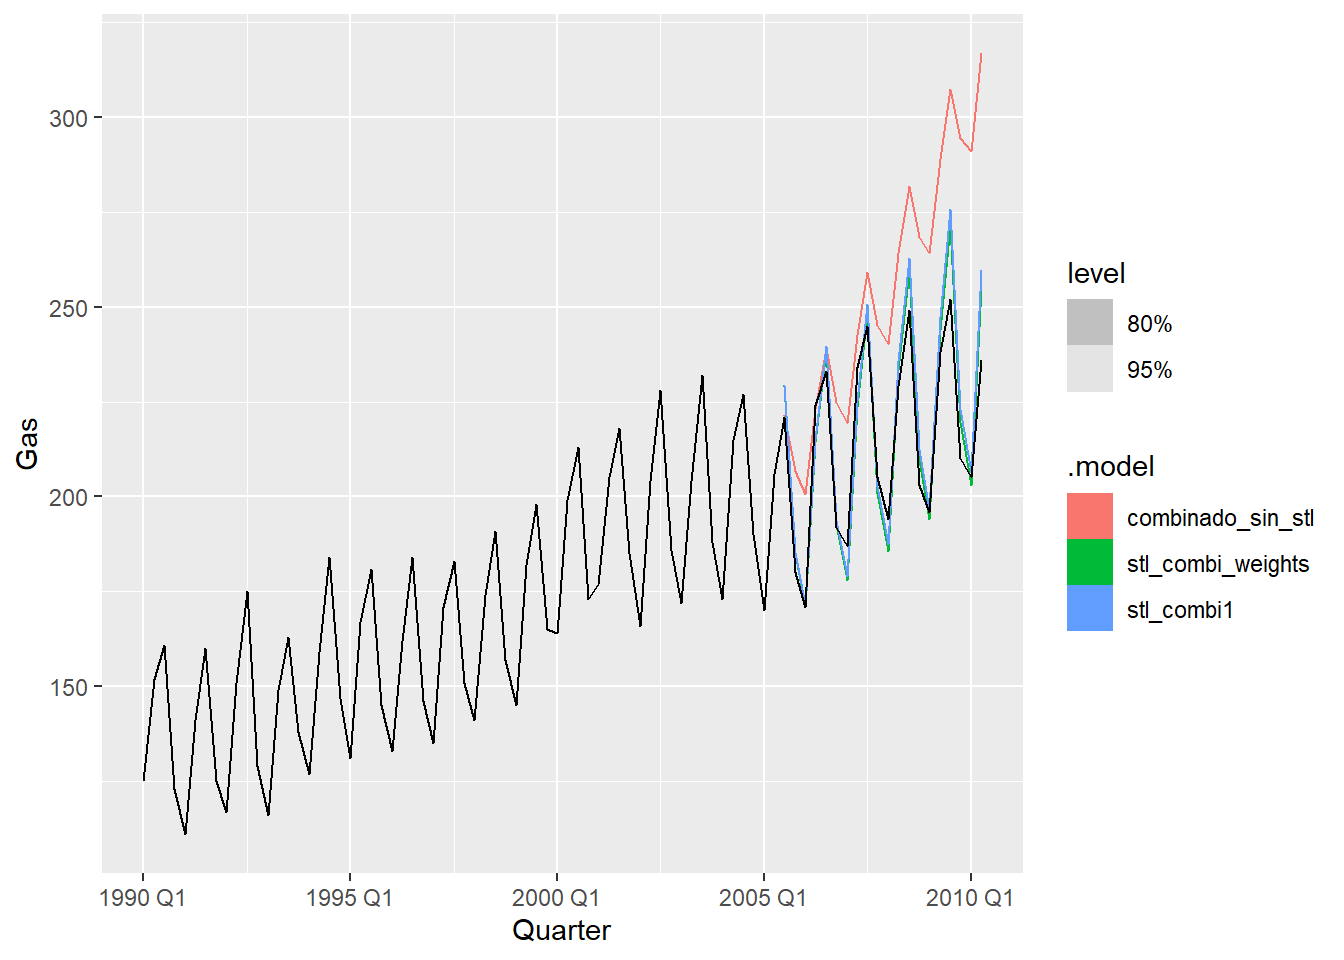 300
250
200
150
Gas
1990 Q1
1995 Q1
2000 Q1
2005 Q1
2010 Q1
Quarter
level
80%
95%
.model
combinado_sin_stl
stl_combi_weights
stl_combi1